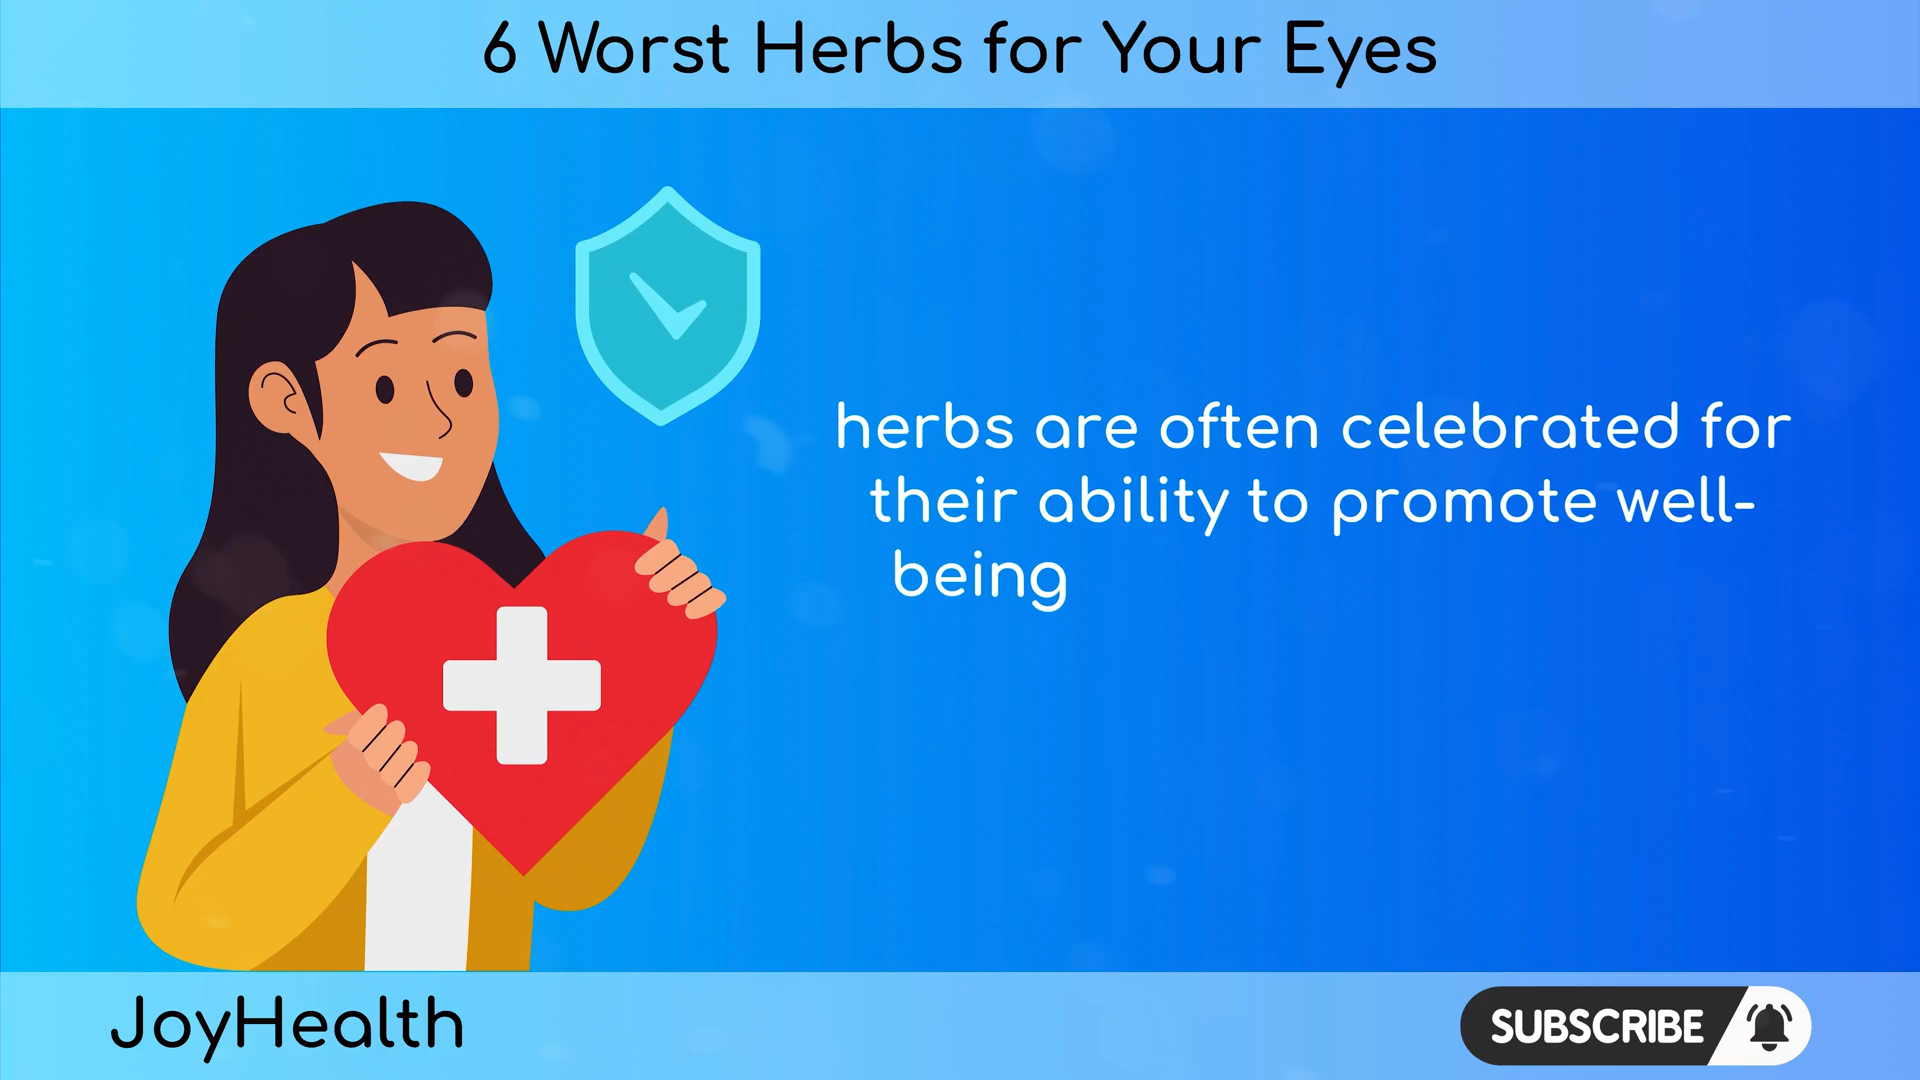 6 Worst Herbs for Your Eyes
herbs are often celebrated for
their ability to promote well-
being
JoyHealth
SUBSCRIBE